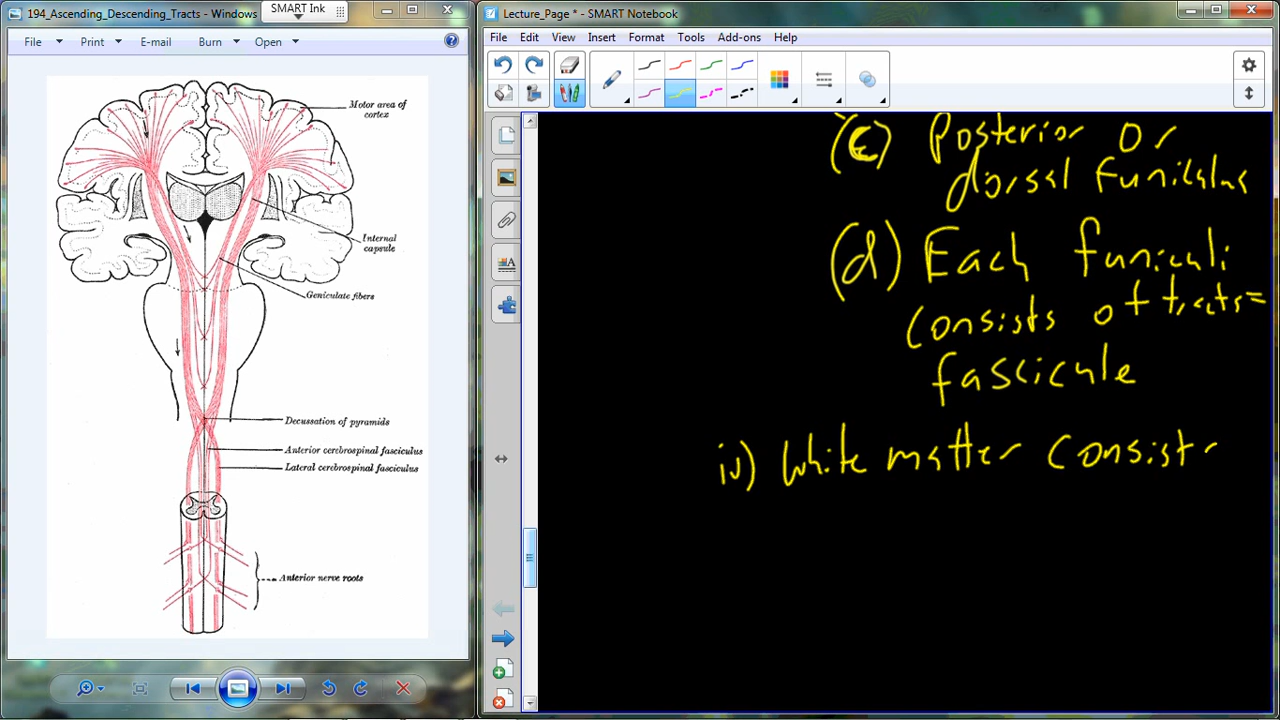 194_Ascending_Descending_Tracts - Windows
SMART Ink
File Print E-mail Burn Open
Motor area of
cortex
Internal
capsule
Geniculate fibers
Decussation of pyramids
Anterior cerebrospinal fasciculus
Lateral cerebrospinal fasciculus
Anterior nerve roots
Lecture_Page * - SMART Notebook
File Edit View Insert Format Tools Add-ons Help
(c) Posterior or
dorsal funiculus
(d) Each funiculi
consists of tracts=
fascicule
iv) White matter consists